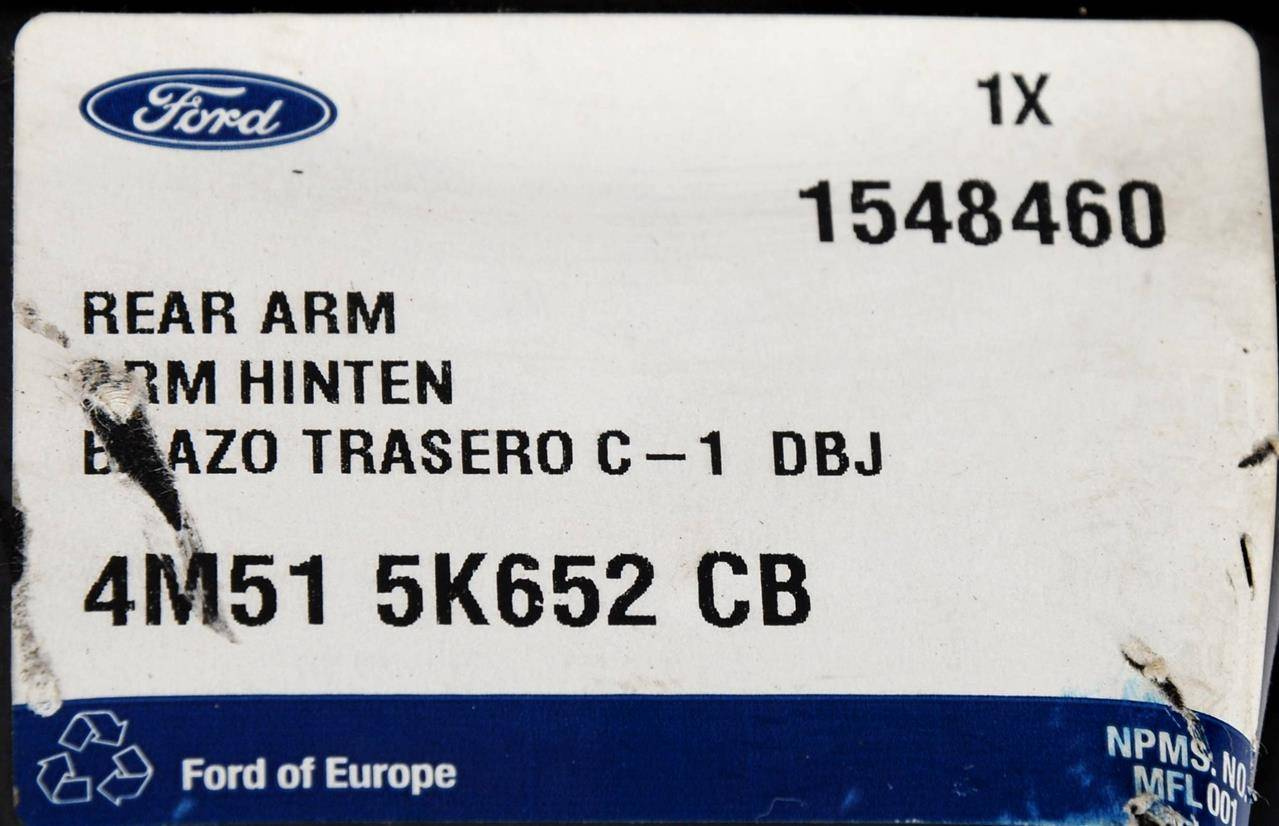 Ford
1X
1548460
REAR ARM
HINTEN
TRASERO C-1 DBJ
4M51 5K652 CB
Ford of Europe
NPMS. NO.
MFL 001